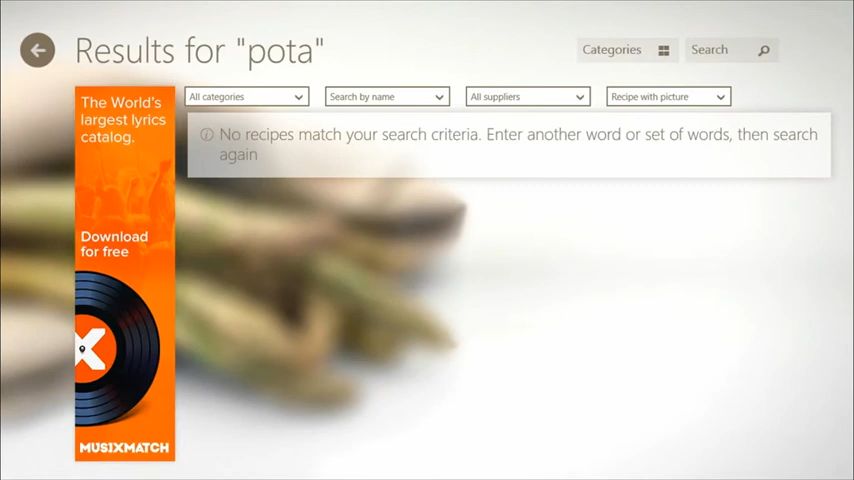 Results for "pota"
Categories
Search
The World's
largest lyrics
catalog.
Download
for free
MUSIXMATCH
All categories
Search by name
All suppliers
Recipe with picture
No recipes match your search criteria. Enter another word or set of words, then search
again